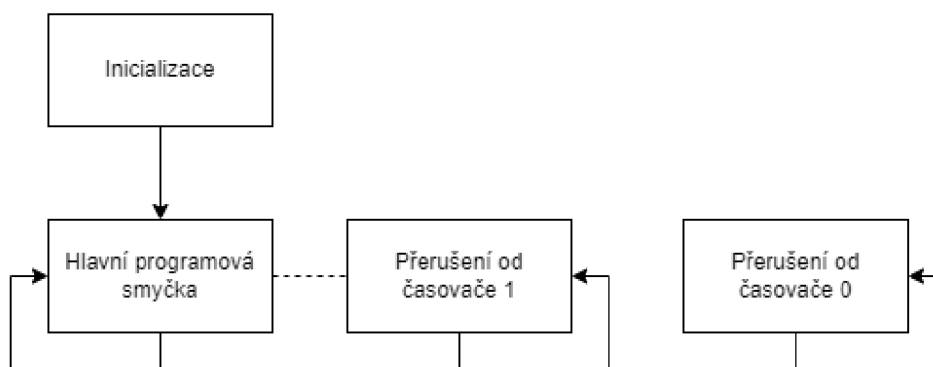 Inicializace
Hlavní programová
smyčka
Přerušení od
časovače 1
Přerušení od
časovače 0